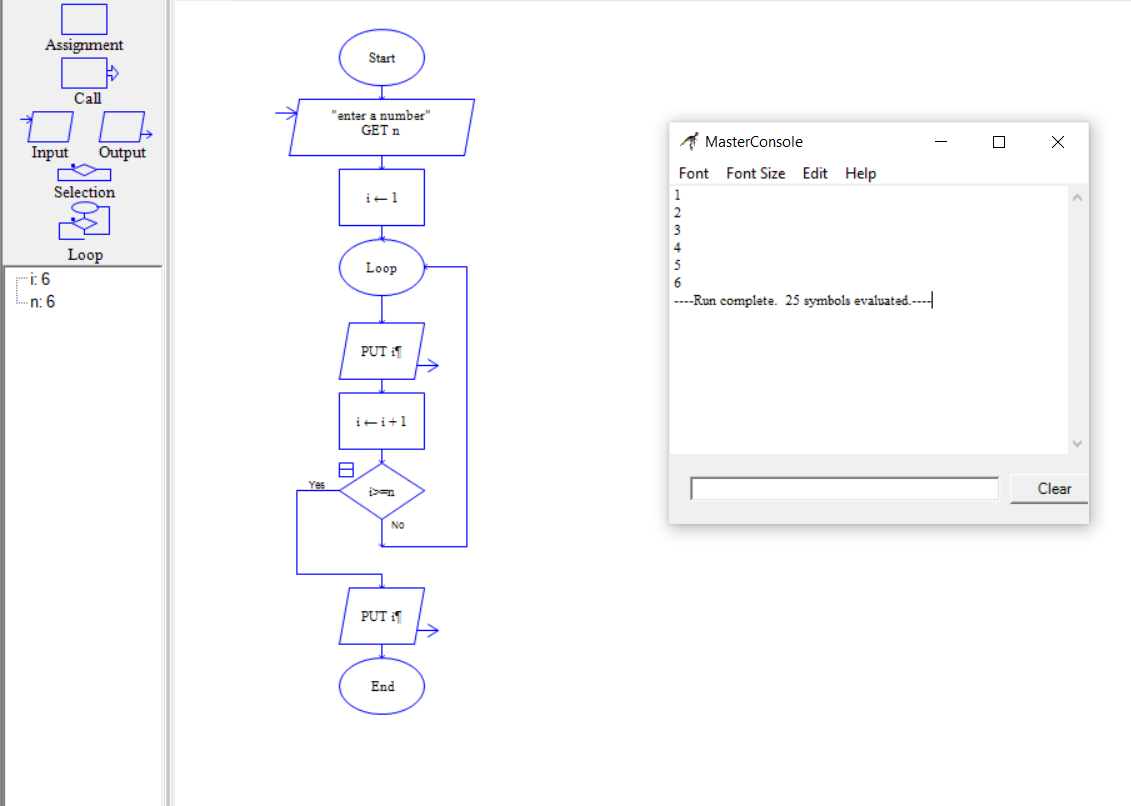 Assignment
Call
Input
Output
Selection
Loop
i: 6
n: 6
Start
"enter a number"
GET n
i ← 1
Loop
PUT i¶
i ← i + 1
Yes
i>=n
No
PUT i¶
End
MasterConsole
Font Font Size Edit Help
1
2
3
4
5
6
----Run complete.  25 symbols evaluated.----
Clear